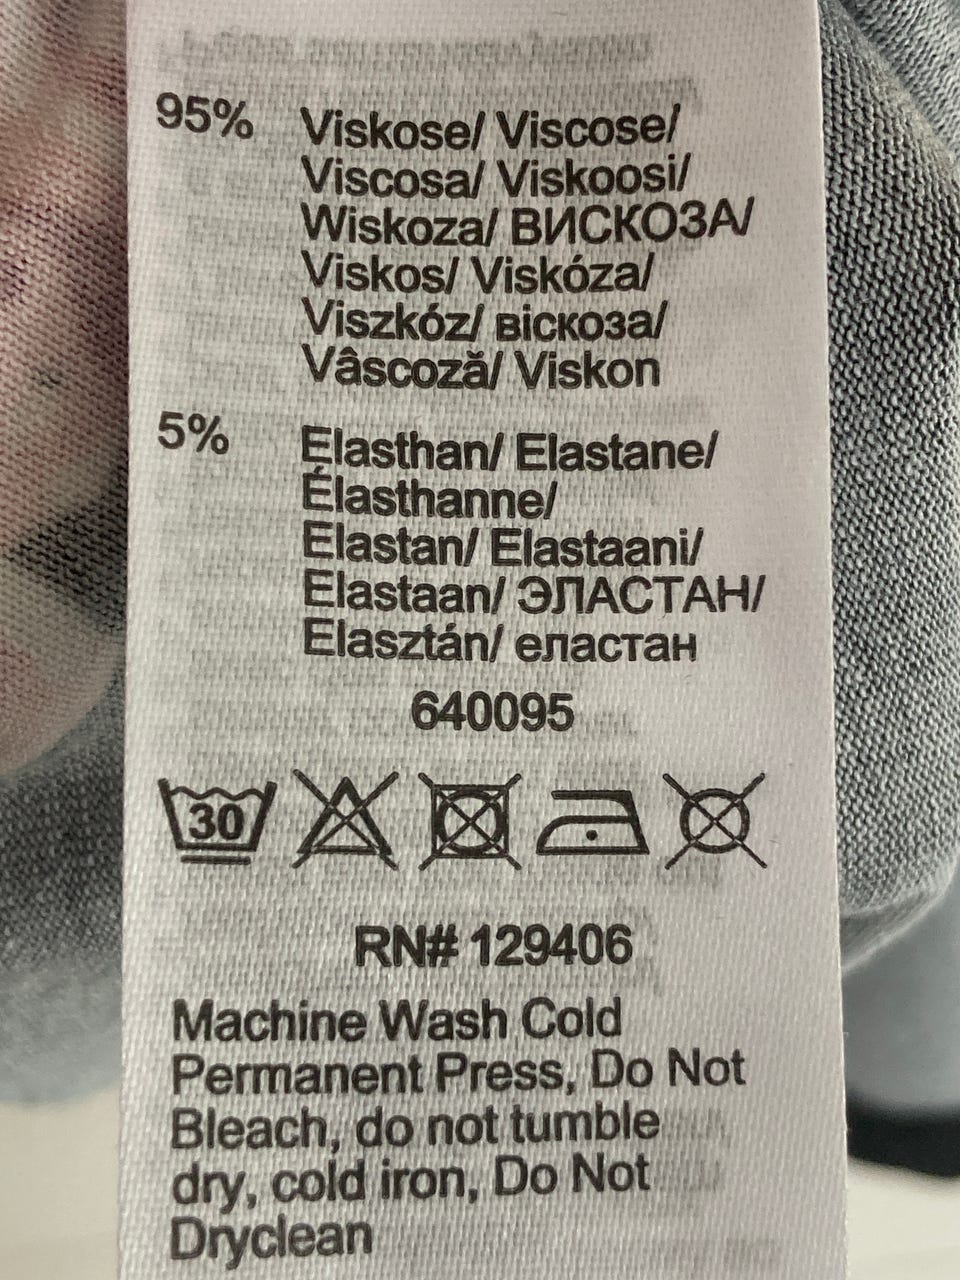 95% Viskose/ Viscose/
Viscosa/ Viskoosi/
Wiskoza/ ВИСКОЗА/
Viskos/ Viskóza/
Viszkóz/ віскоза/
Vâscoză/ Viskon
5% Elasthan/ Elastane/
Élasthanne/
Elastan/ Elastaani/
Elastaan/ ЭЛАСТАН/
Elasztán/ еластан
640095
30
RN# 129406
Machine Wash Cold
Permanent Press, Do Not
Bleach, do not tumble
dry, cold iron, Do Not
Dryclean